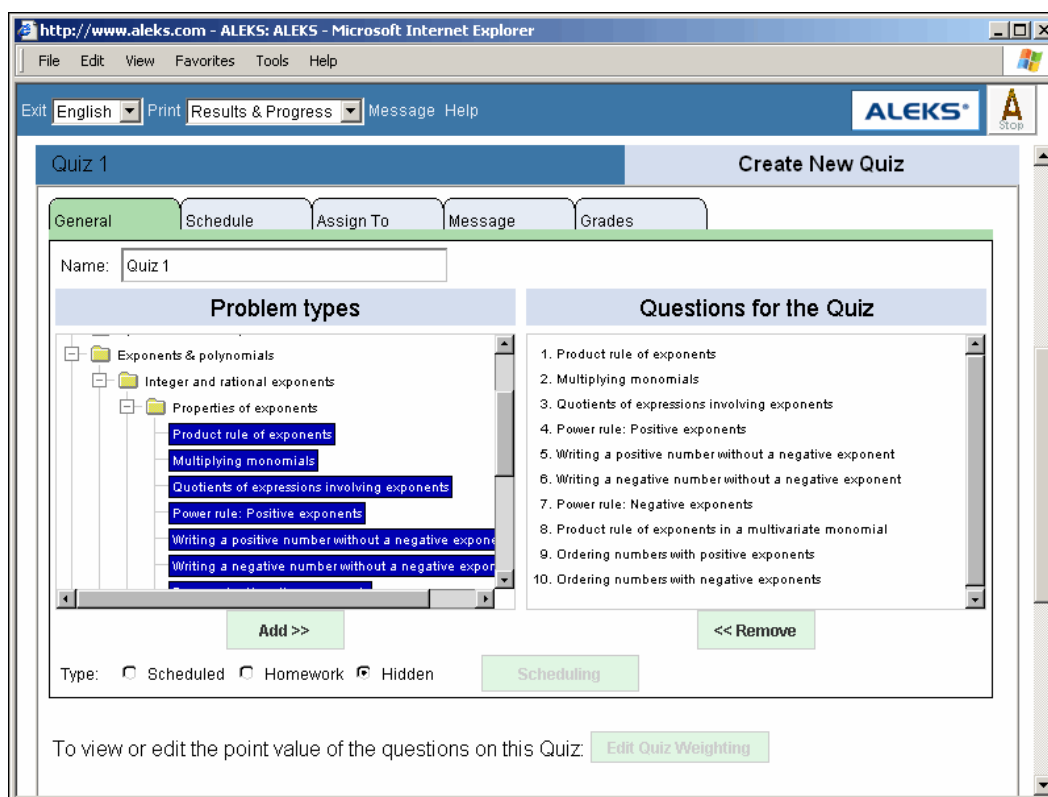 http://www.aleks.com - ALEKS: ALEKS - Microsoft Internet Explorer
File Edit View Favorites Tools Help
Exit English Print Results & Progress Message Help
ALEKS
Stop
Quiz 1
Create New Quiz
General Schedule Assign To Message Grades
Name: Quiz 1
Problem types
Exponents & polynomials
Integer and rational exponents
Properties of exponents
Product rule of exponents
Multiplying monomials
Quotients of expressions involving exponents
Power rule: Positive exponents
Writing a positive number without a negative expone
Writing a negative number without a negative expor
Add >>
Questions for the Quiz
1. Product rule of exponents
2. Multiplying monomials
3. Quotients of expressions involving exponents
4. Power rule: Positive exponents
5. Writing a positive number without a negative exponent
6. Writing a negative number without a negative exponent
7. Power rule: Negative exponents
8. Product rule of exponents in a multivariate monomial
9. Ordering numbers with positive exponents
10. Ordering numbers with negative exponents
<< Remove
Type: Scheduled Homework Hidden Scheduling
To view or edit the point value of the questions on this Quiz: Edit Quiz Weighting